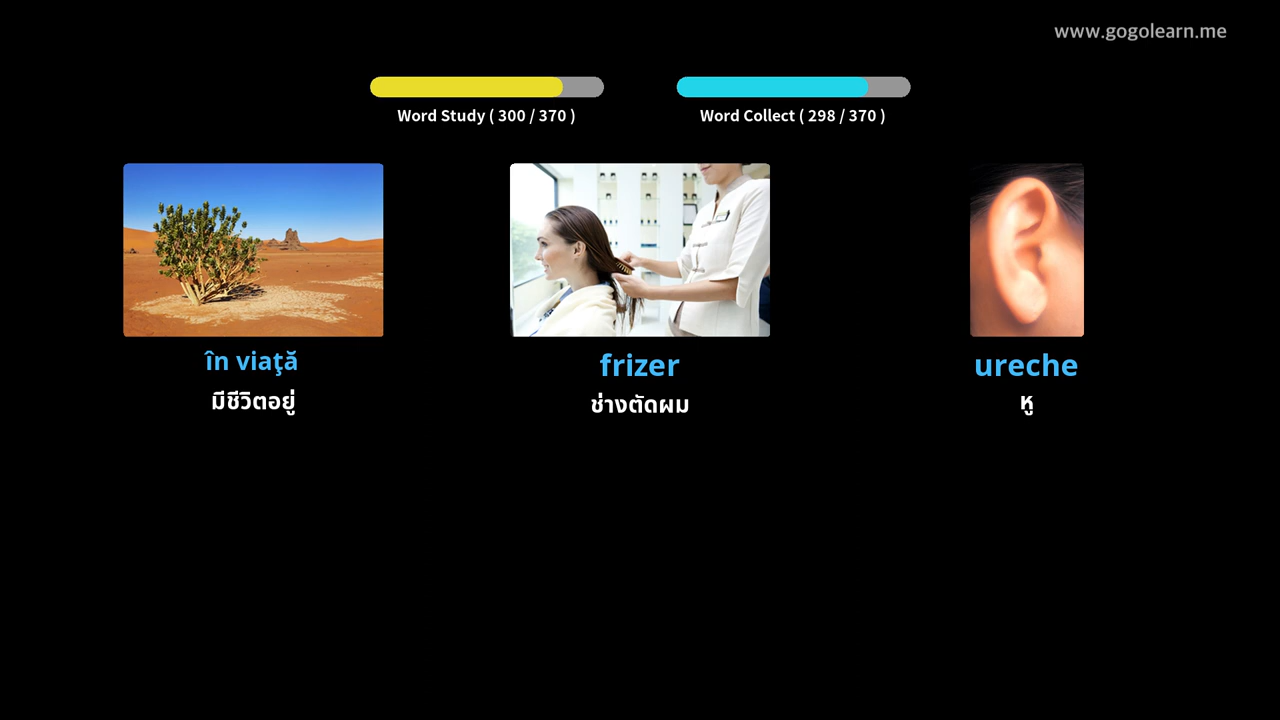 www.gogolearn.me
Word Study ( 300 / 370 )
Word Collect ( 298 / 370 )
în viaţă
มีชีวิตอยู่
frizer
ช่างตัดผม
ureche
หู